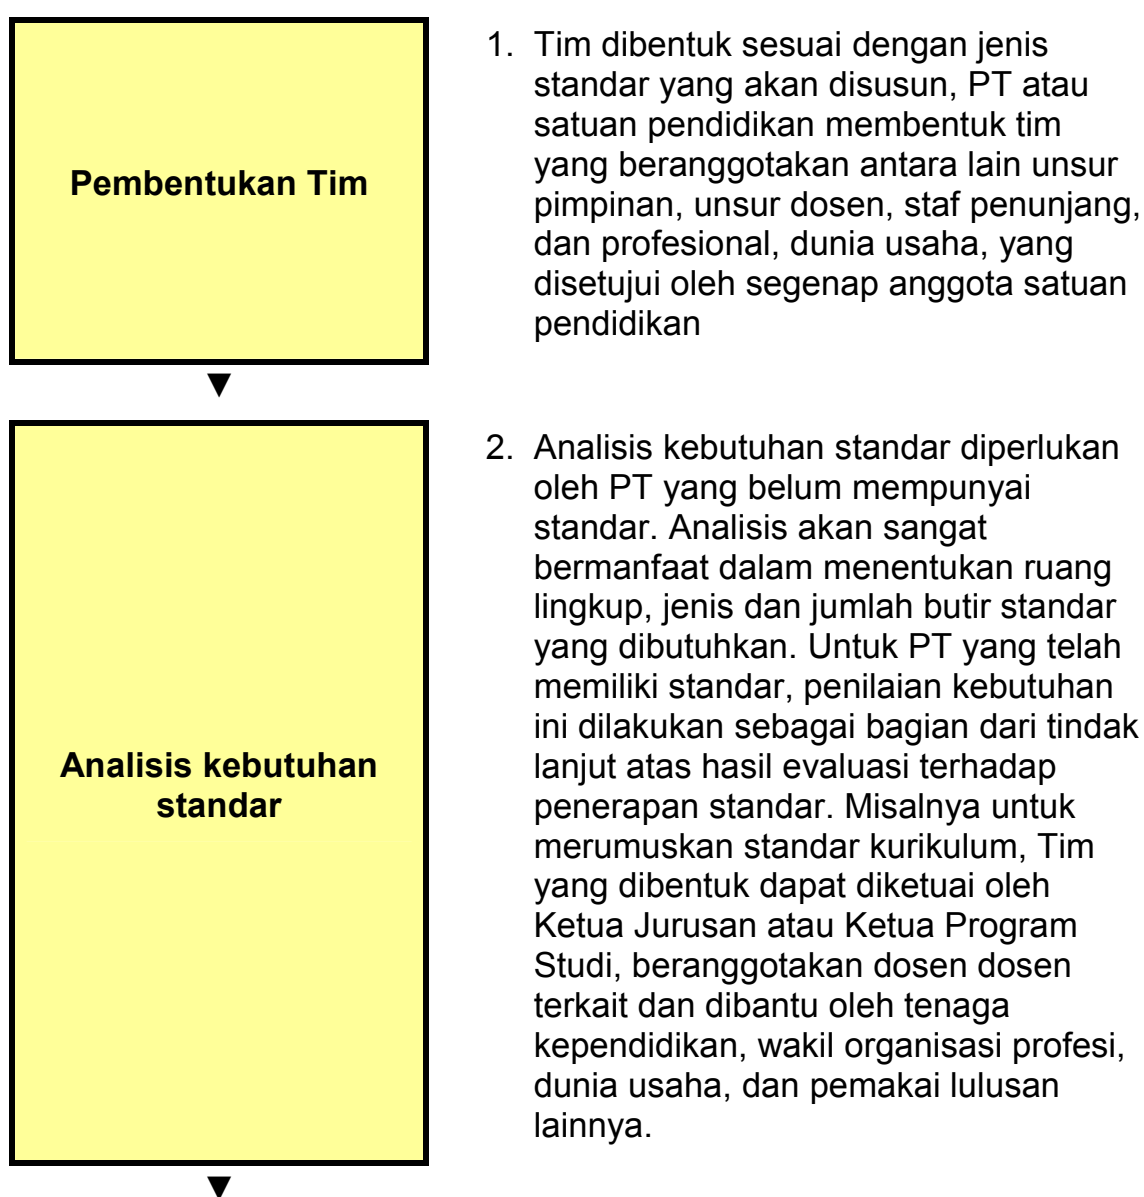 Pembentukan Tim
1. Tim dibentuk sesuai dengan jenis
standar yang akan disusun, PT atau
satuan pendidikan membentuk tim
yang beranggotakan antara lain unsur
pimpinan, unsur dosen, staf penunjang,
dan profesional, dunia usaha, yang
disetujui oleh segenap anggota satuan
pendidikan
Analisis kebutuhan
standar
2. Analisis kebutuhan standar diperlukan
oleh PT yang belum mempunyai
standar. Analisis akan sangat
bermanfaat dalam menentukan ruang
lingkup, jenis dan jumlah butir standar
yang dibutuhkan. Untuk PT yang telah
memiliki standar, penilaian kebutuhan
ini dilakukan sebagai bagian dari tindak
lanjut atas hasil evaluasi terhadap
penerapan standar. Misalnya untuk
merumuskan standar kurikulum, Tim
yang dibentuk dapat diketuai oleh
Ketua Jurusan atau Ketua Program
Studi, beranggotakan dosen dosen
terkait dan dibantu oleh tenaga
kependidikan, wakil organisasi profesi,
dunia usaha, dan pemakai lulusan
lainnya.